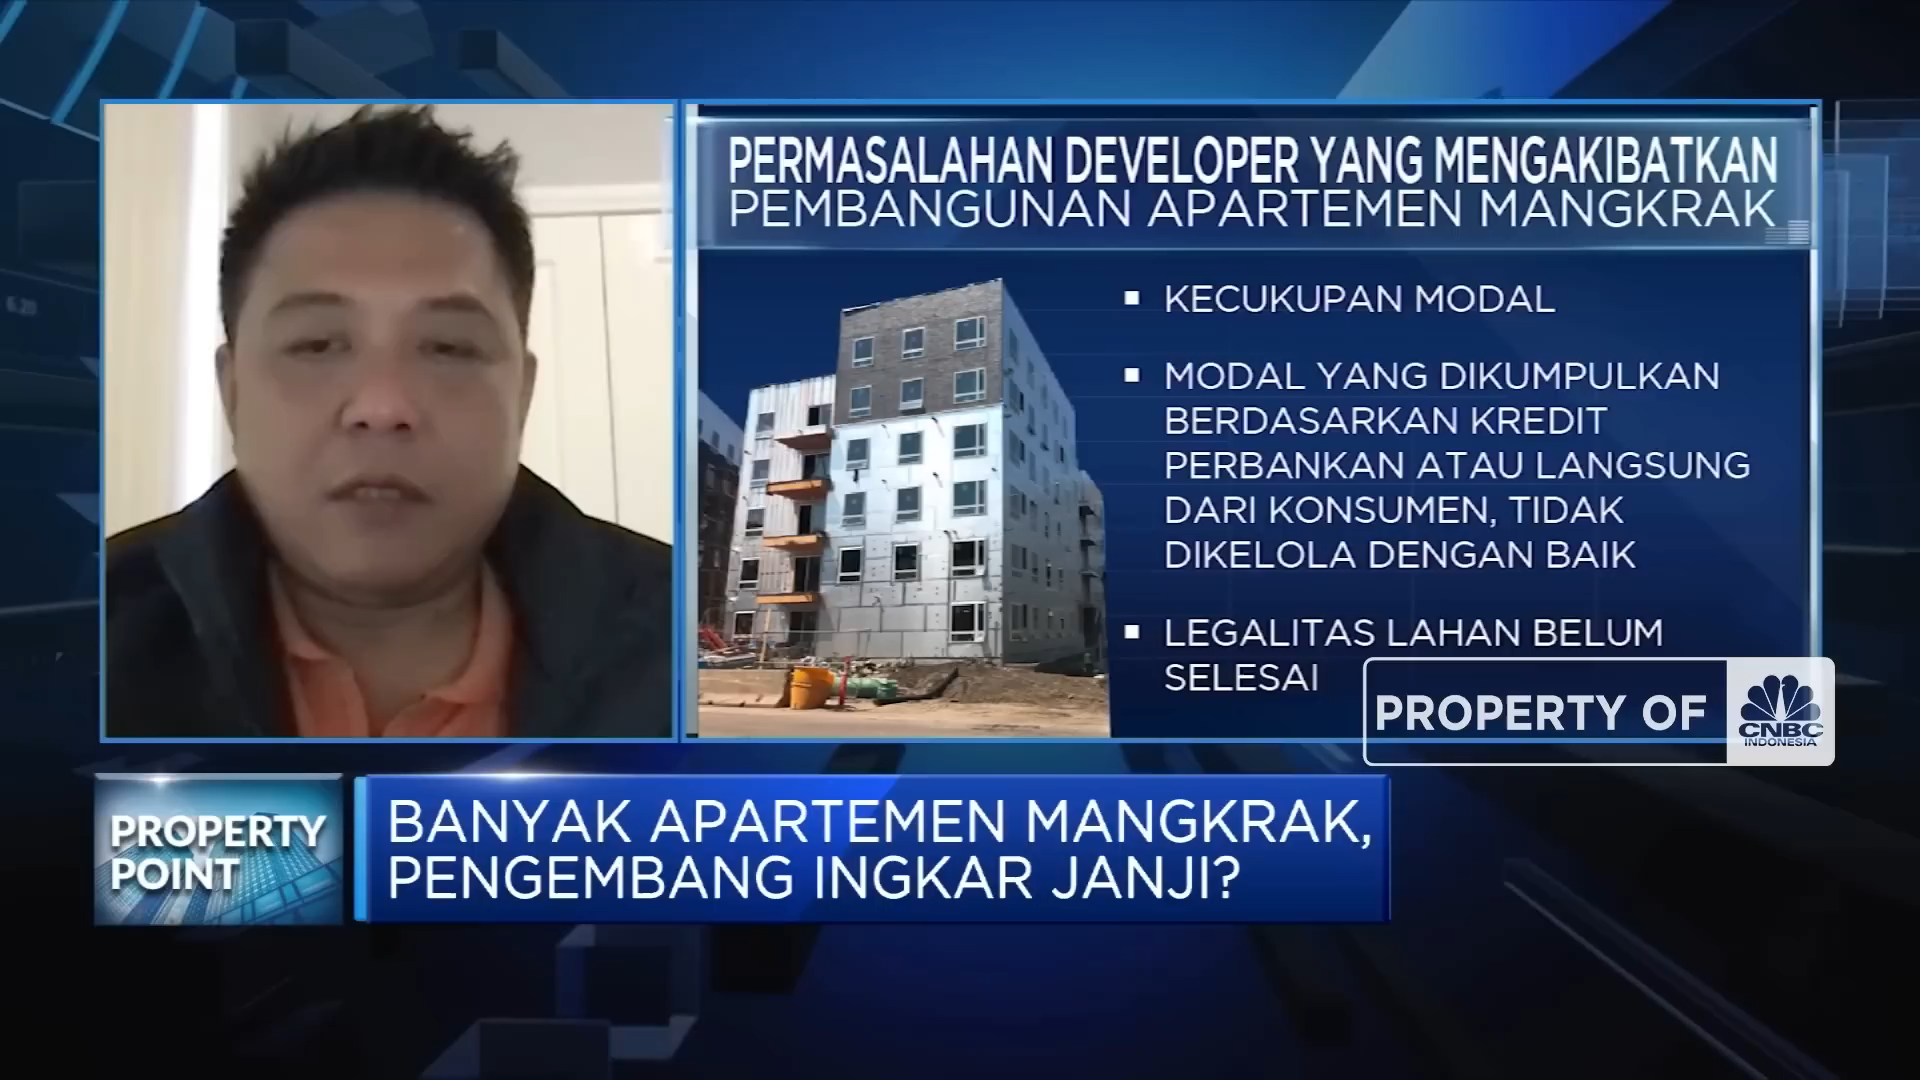 PERMASALAHAN DEVELOPER YANG MENGAKIBATKAN
PEMBANGUNAN APARTEMEN MANGKRAK
▪ KECUKUPAN MODAL
▪ MODAL YANG DIKUMPULKAN
BERDASARKAN KREDIT
PERBANKAN ATAU LANGSUNG
DARI KONSUMEN, TIDAK
DIKELOLA DENGAN BAIK
▪ LEGALITAS LAHAN BELUM
SELESAI
PROPERTY OF
CNBC
INDONESIA
PROPERTY
POINT
BANYAK APARTEMEN MANGKRAK,
PENGEMBANG INGKAR JANJI?
6.20